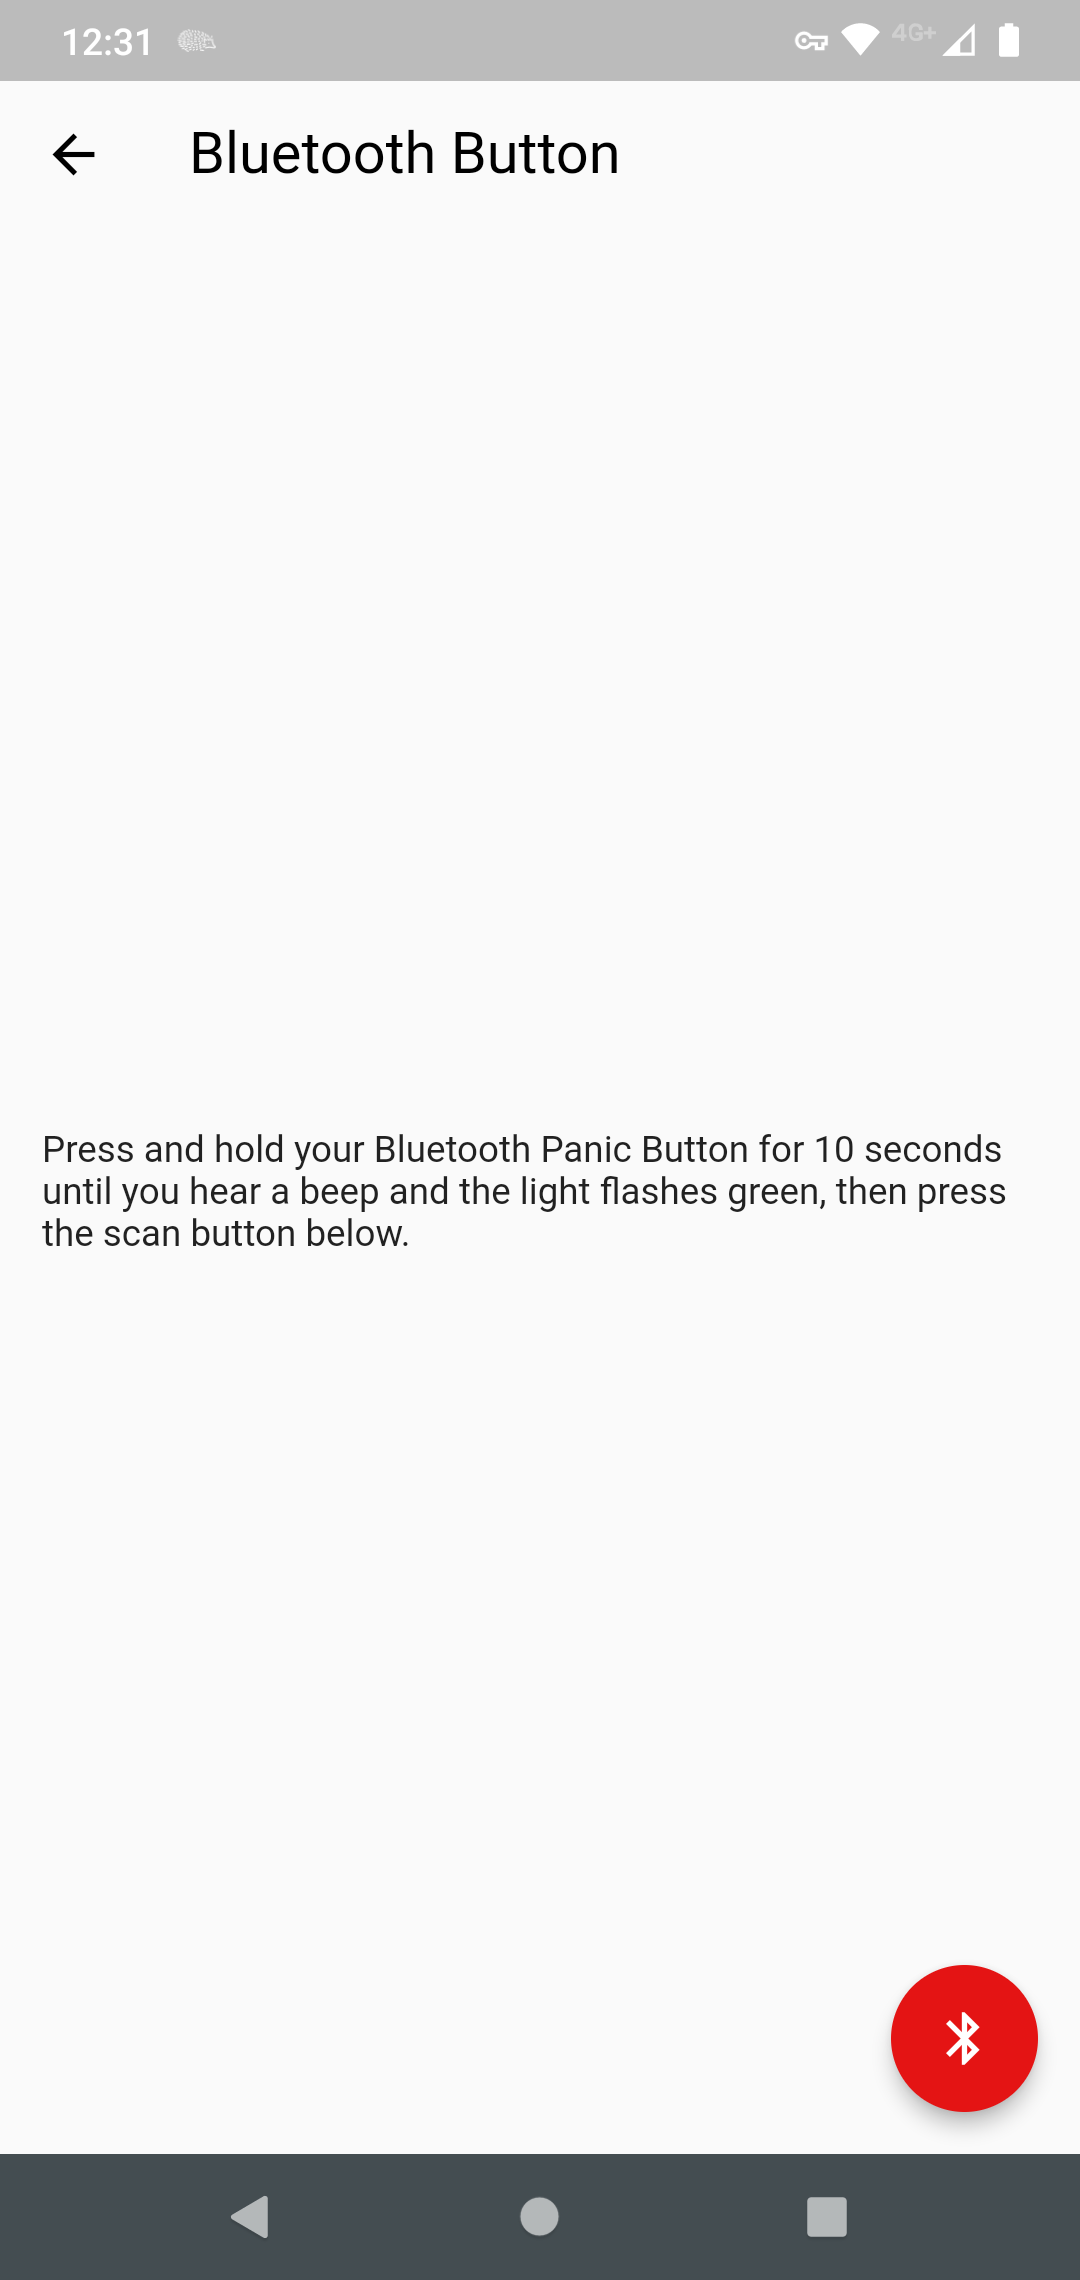 12:31
4G+
Bluetooth Button
Press and hold your Bluetooth Panic Button for 10 seconds
until you hear a beep and the light flashes green, then press
the scan button below.